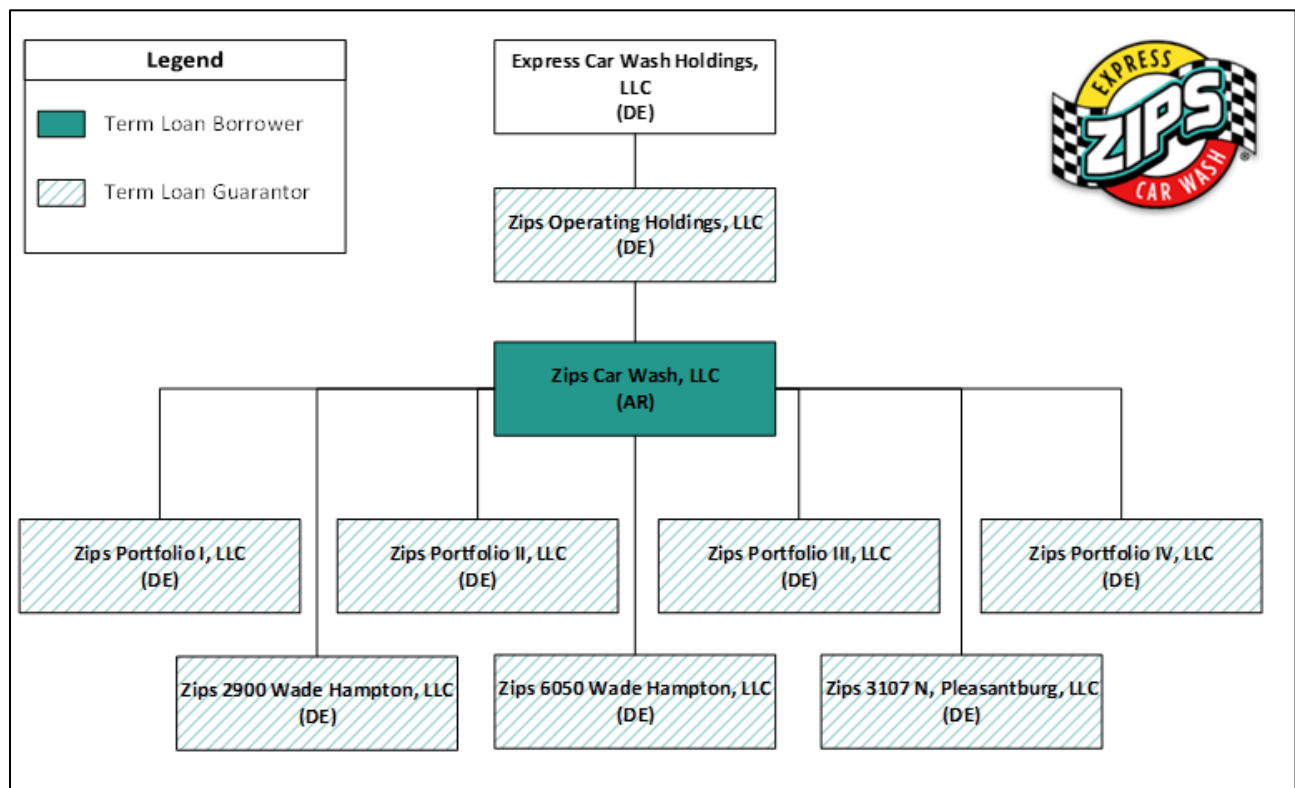 Legend
Term Loan Borrower
Term Loan Guarantor
Express Car Wash Holdings,
LLC
(DE)
EXPRESS
ZIPS
®
CAR WASH
Zips Operating Holdings, LLC
(DE)
Zips Car Wash, LLC
(AR)
Zips Portfolio I, LLC
(DE)
Zips Portfolio II, LLC
(DE)
Zips Portfolio III, LLC
(DE)
Zips Portfolio IV, LLC
(DE)
Zips 2900 Wade Hampton, LLC
(DE)
Zips 6050 Wade Hampton, LLC
(DE)
Zips 3107 N, Pleasantburg, LLC
(DE)